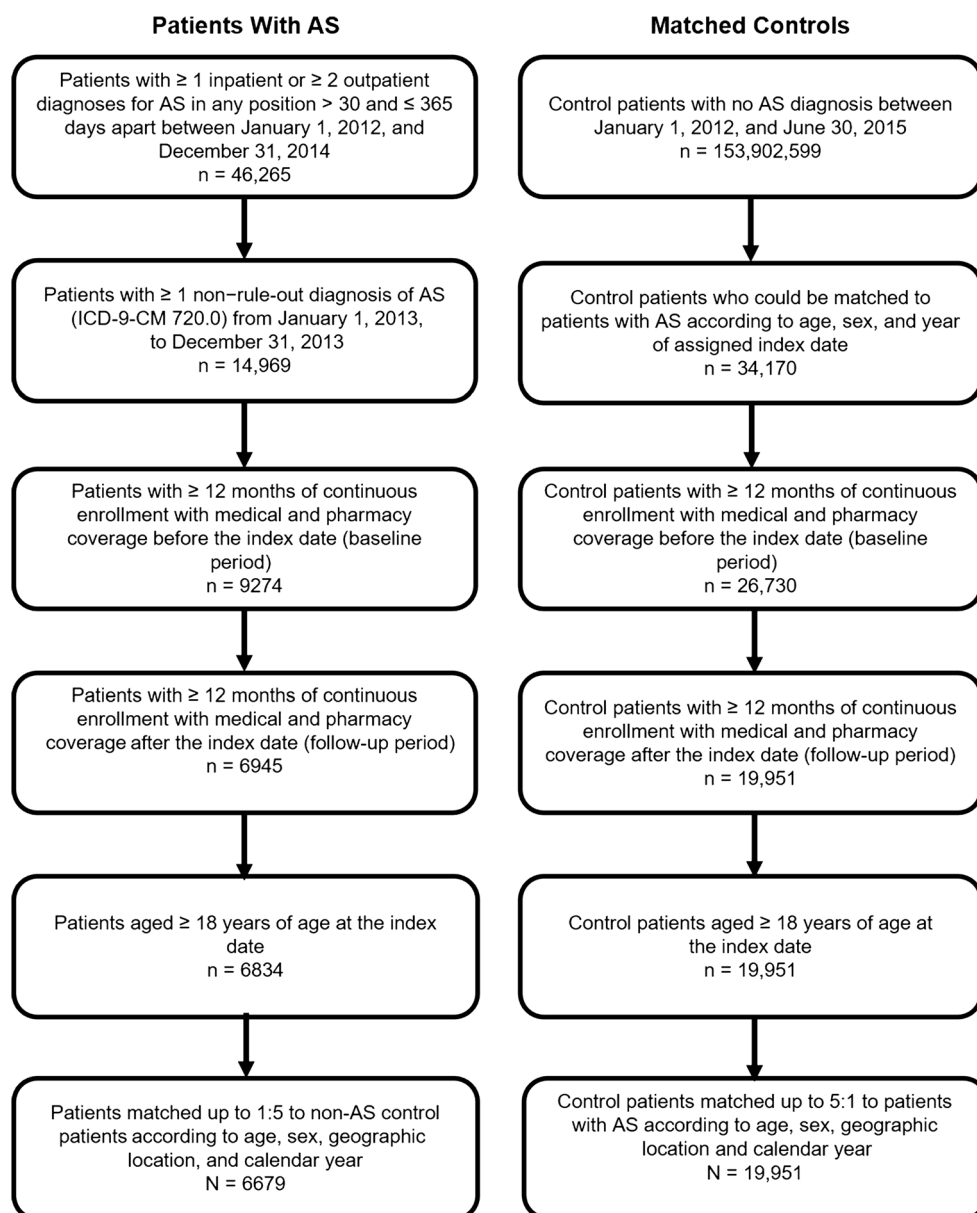 Patients With AS
Patients with ≥ 1 inpatient or ≥ 2 outpatient
diagnoses for AS in any position > 30 and ≤ 365
days apart between January 1, 2012, and
December 31, 2014
n = 46,265
Patients with ≥ 1 non−rule-out diagnosis of AS
(ICD-9-CM 720.0) from January 1, 2013,
to December 31, 2013
n = 14,969
Patients with ≥ 12 months of continuous
enrollment with medical and pharmacy
coverage before the index date (baseline
period)
n = 9274
Patients with ≥ 12 months of continuous
enrollment with medical and pharmacy
coverage after the index date (follow-up period)
n = 6945
Patients aged ≥ 18 years of age at the index
date
n = 6834
Patients matched up to 1:5 to non-AS control
patients according to age, sex, geographic
location, and calendar year
N = 6679
Matched Controls
Control patients with no AS diagnosis between
January 1, 2012, and June 30, 2015
n = 153,902,599
Control patients who could be matched to
patients with AS according to age, sex, and year
of assigned index date
n = 34,170
Control patients with ≥ 12 months of continuous
enrollment with medical and pharmacy
coverage before the index date (baseline
period)
n = 26,730
Control patients with ≥ 12 months of continuous
enrollment with medical and pharmacy
coverage after the index date (follow-up period)
n = 19,951
Control patients aged ≥ 18 years of age at
the index date
n = 19,951
Control patients matched up to 5:1 to patients
with AS according to age, sex, geographic
location and calendar year
N = 19,951